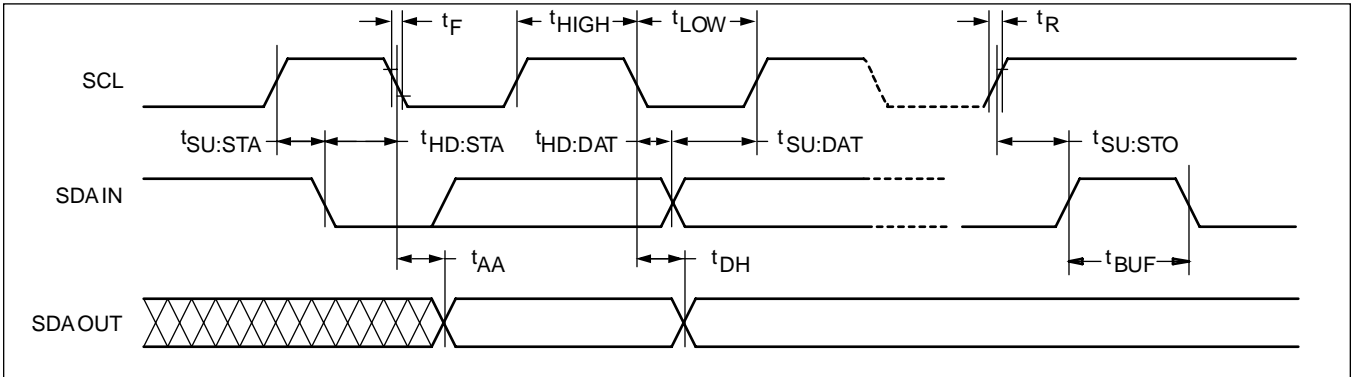 tF tHIGH tLOW tR
SCL
tSU:STA tHD:STA tHD:DAT tSU:DAT tSU:STO
SDA IN
tAA tDH tBUF
SDA OUT